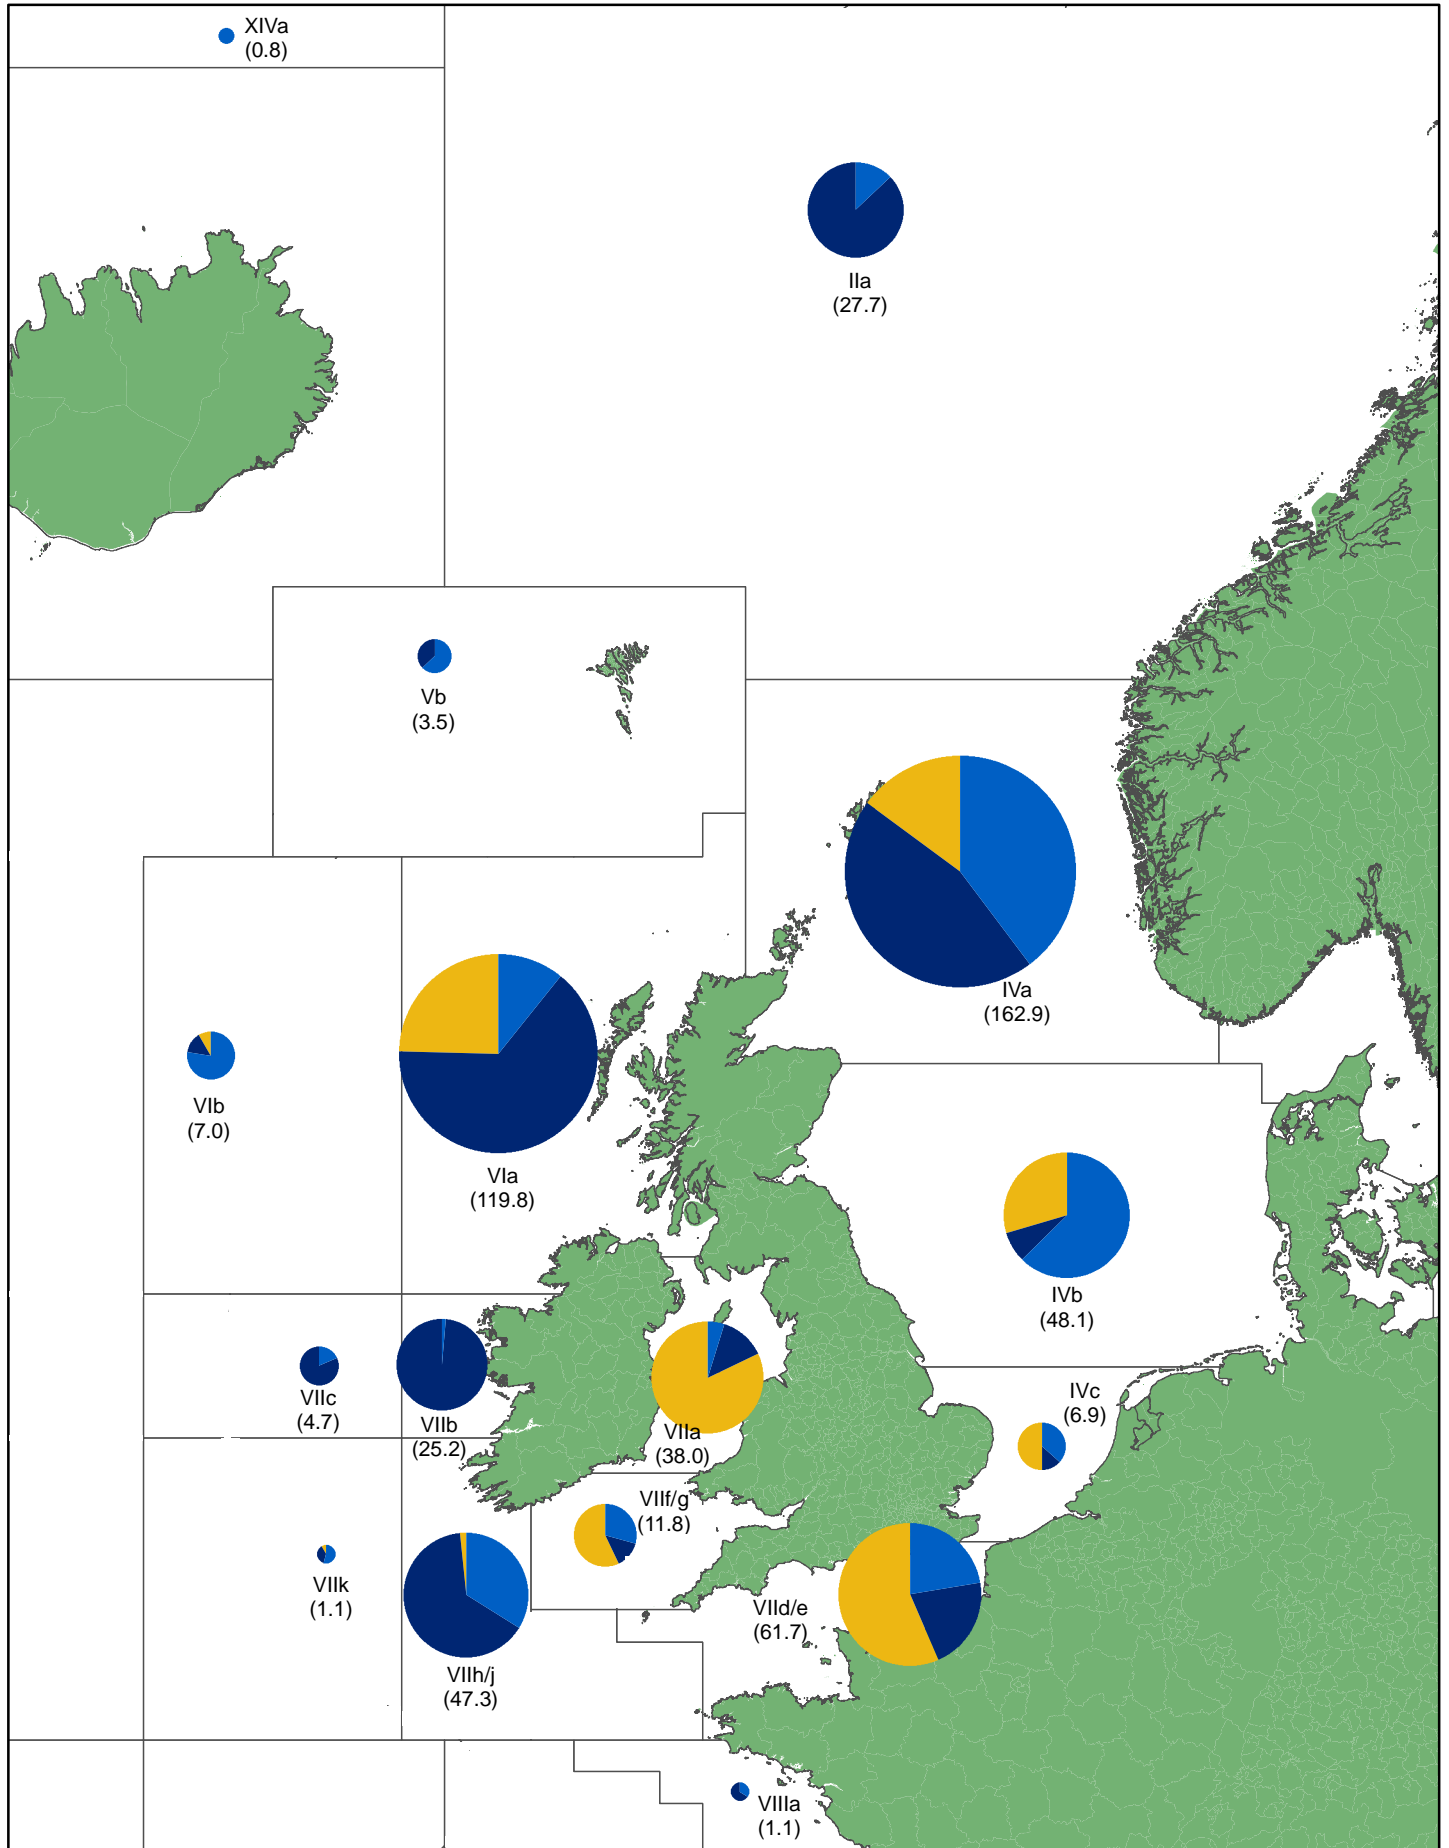 XIVa
(0.8)
IIa
(27.7)
Vb
(3.5)
IVa
(162.9)
VIb
(7.0)
VIa
(119.8)
IVb
(48.1)
VIIc
(4.7)
VIIb
(25.2)
VIIa
(38.0)
IVc
(6.9)
VIIf/g
(11.8)
VIIk
(1.1)
VIIh/j
(47.3)
VIId/e
(61.7)
VIIIa
(1.1)